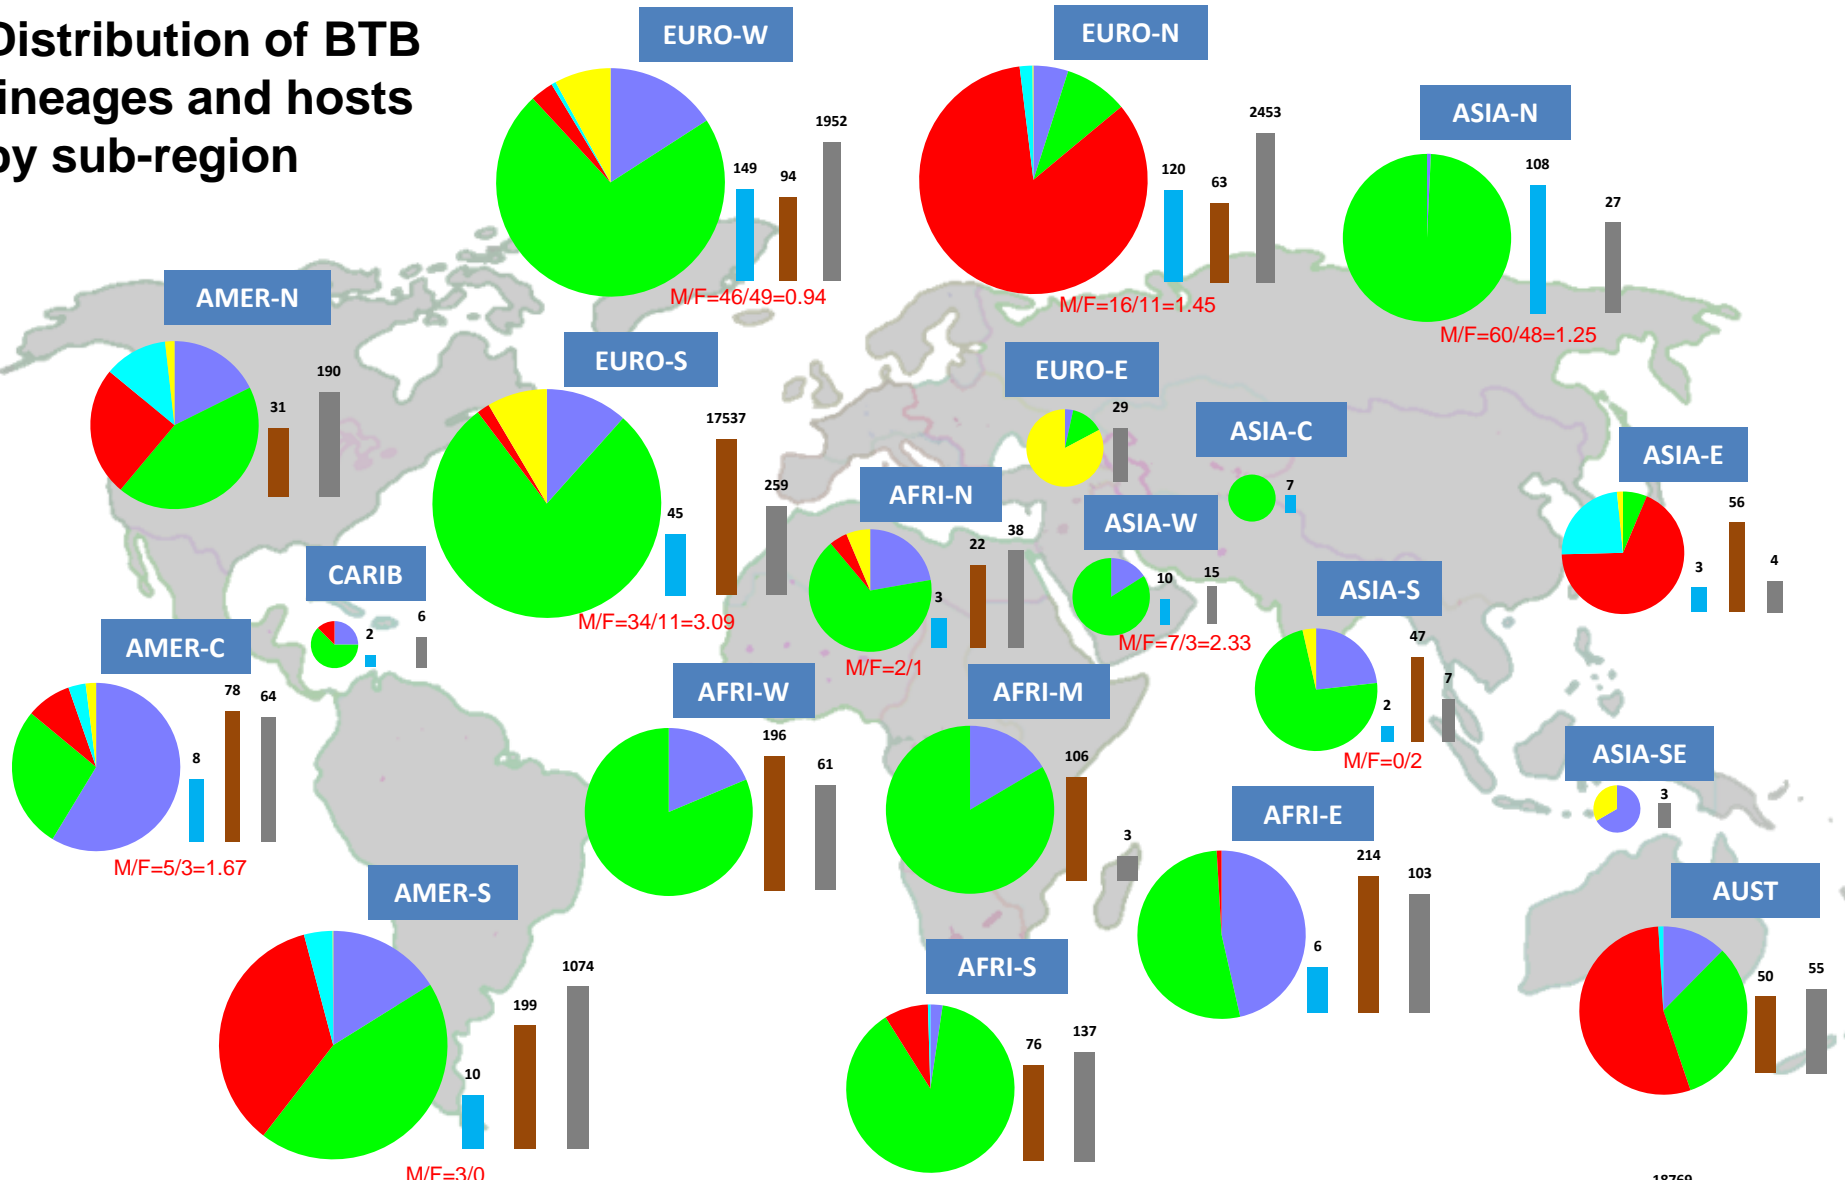 Distribution of BTB
lineages and hosts
by sub-region
EURO-W
149
94
1952
M/F=46/49=0.94
EURO-N
120
63
2453
M/F=16/11=1.45
ASIA-N
108
27
M/F=60/48=1.25
AMER-N
31
190
EURO-S
45
17537
259
M/F=34/11=3.09
EURO-E
29
ASIA-C
7
ASIA-E
3
56
4
AFRI-N
3
22
38
M/F=2/1
ASIA-W
10
15
M/F=7/3=2.33
CARIB
2
6
ASIA-S
2
47
7
M/F=0/2
AMER-C
8
78
64
M/F=5/3=1.67
AFRI-W
196
61
AFRI-M
106
3
ASIA-SE
3
AFRI-E
6
214
103
AMER-S
10
199
1074
M/F=3/0
AFRI-S
76
137
AUST
50
55
18769